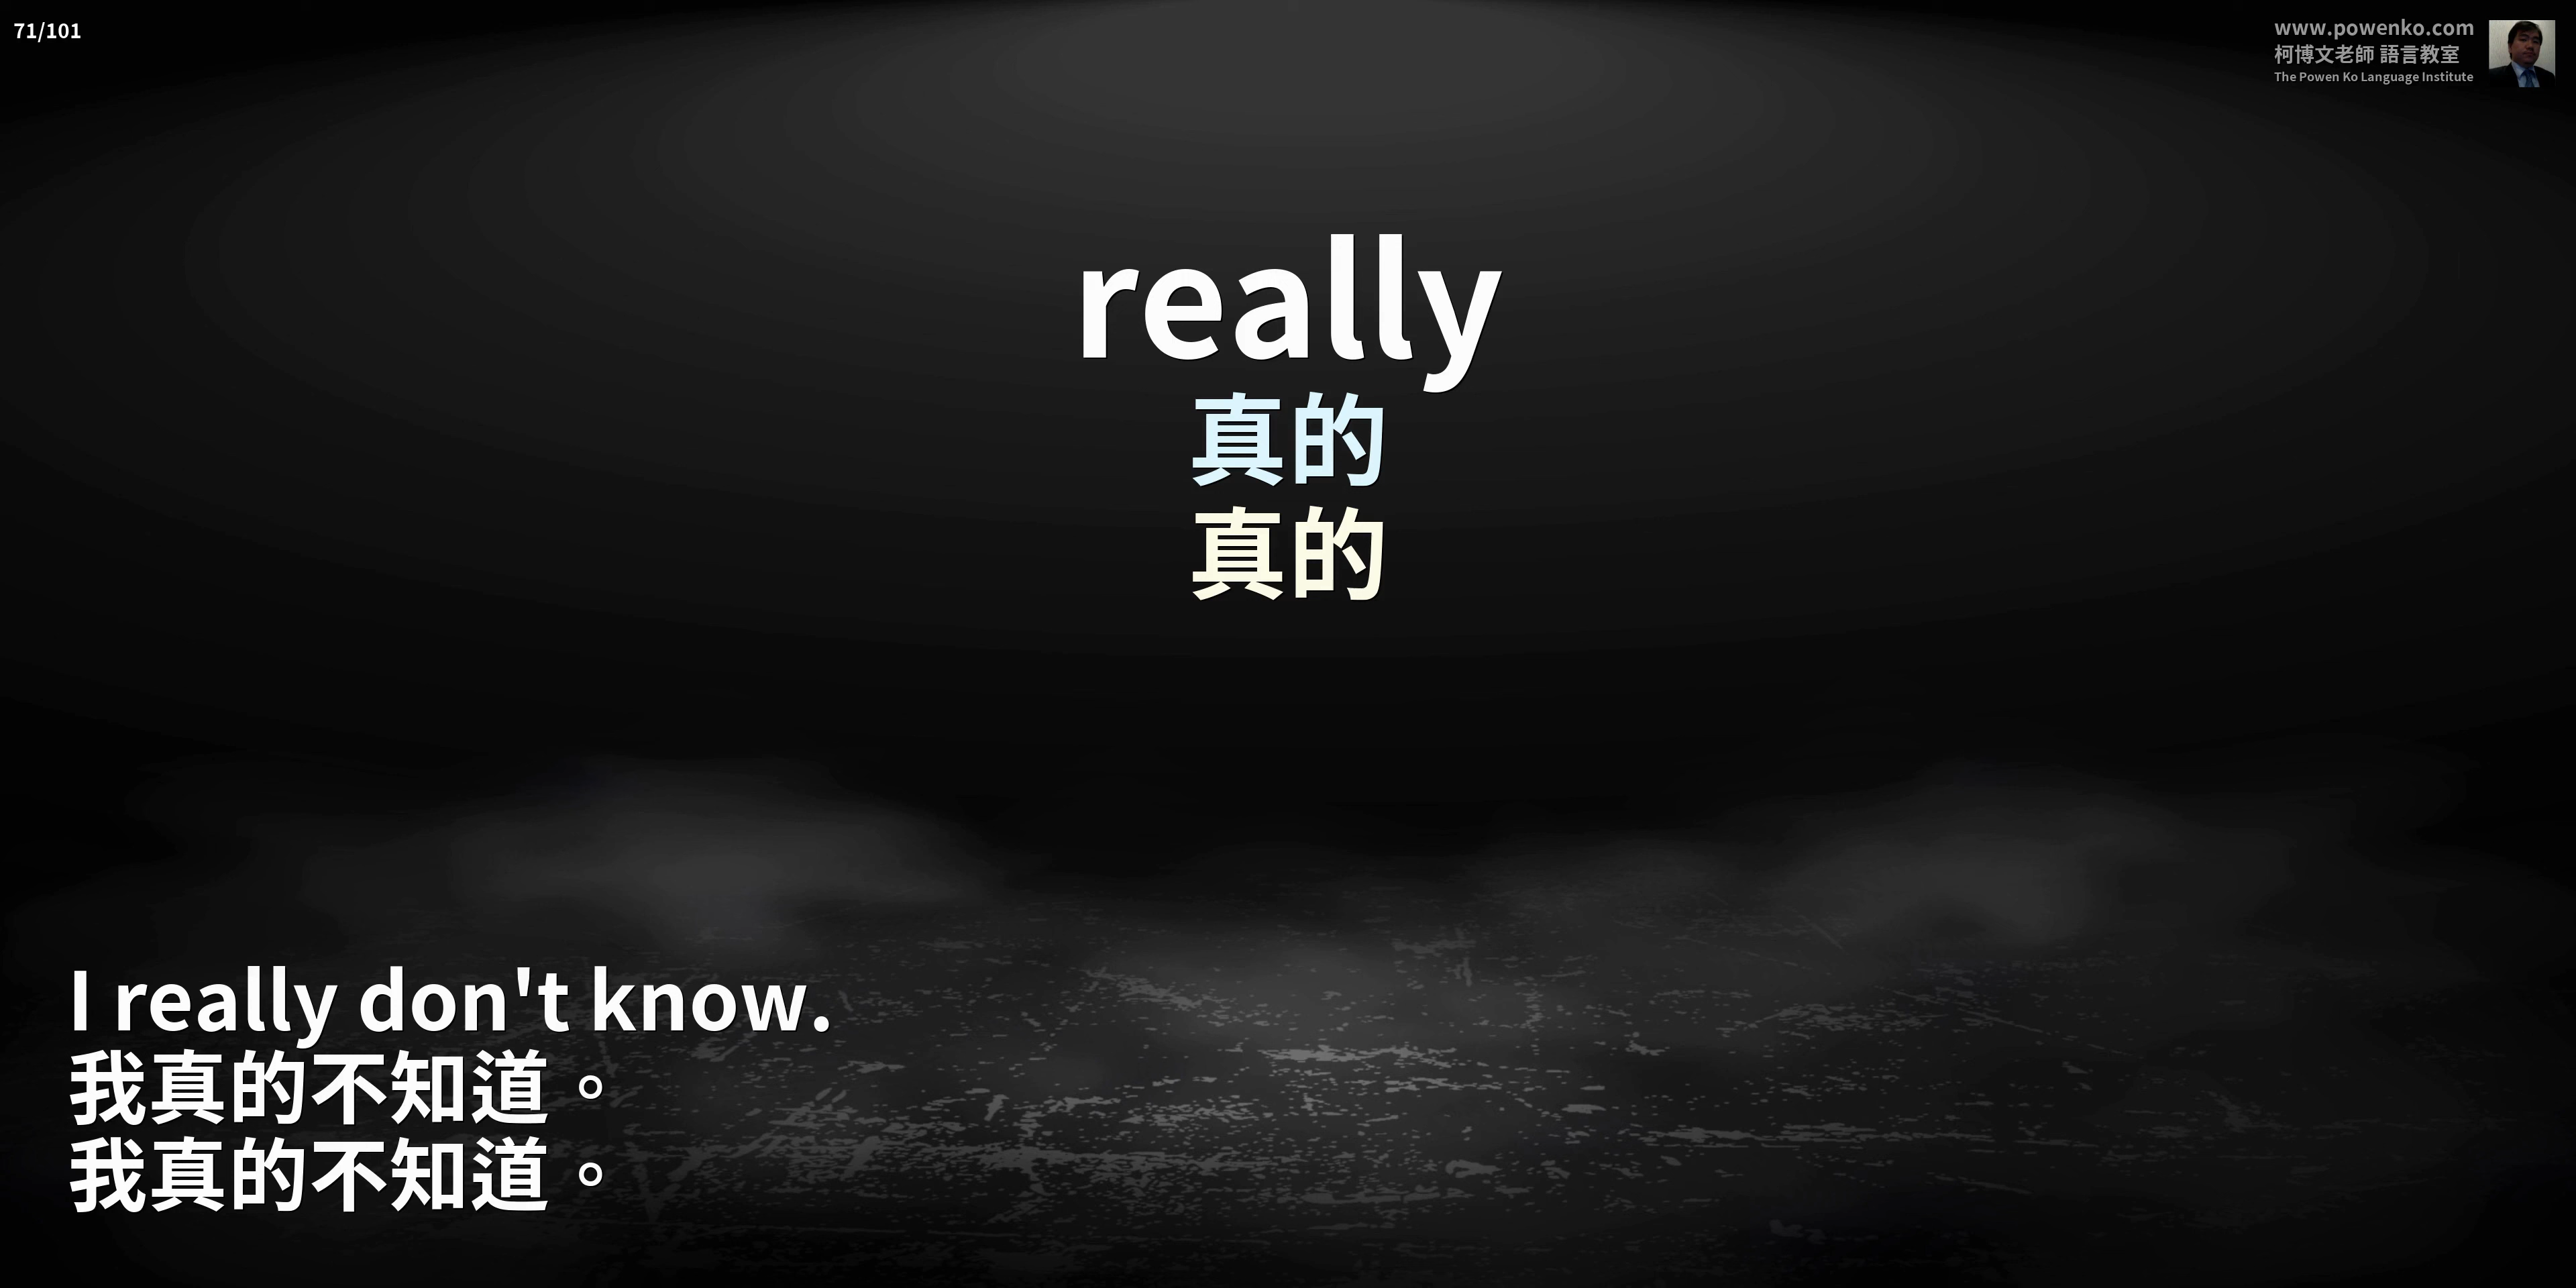 71/101
www.powenko.com
柯博文老師 語言教室
The Powen Ko Language Institute
really
真的
真的
I really don't know.
我真的不知道。
我真的不知道。